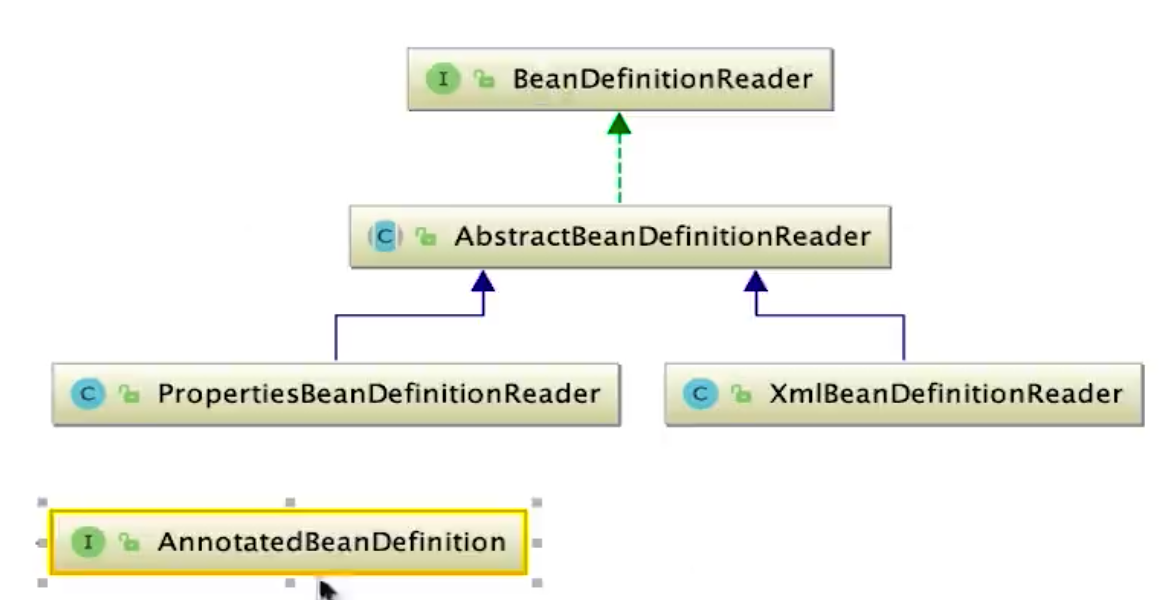 I BeanDefinitionReader
C AbstractBeanDefinitionReader
C PropertiesBeanDefinitionReader
C XmlBeanDefinitionReader
I AnnotatedBeanDefinition